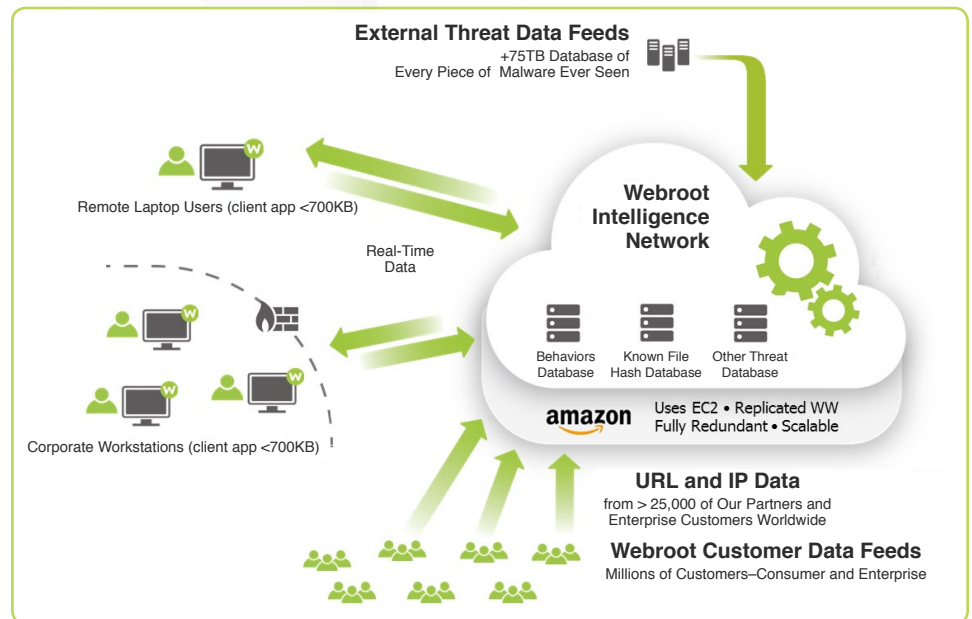 External Threat Data Feeds
+75TB Database of
Every Piece of Malware Ever Seen
W
Remote Laptop Users (client app <700KB)
Real-Time
Data
Webroot
Intelligence
Network
W
W
W
Corporate Workstations (client app <700KB)
Behaviors
Database
Known File
Hash Database
Other Threat
Database
amazon
Uses EC2 • Replicated WW
Fully Redundant • Scalable
URL and IP Data
from > 25,000 of Our Partners and
Enterprise Customers Worldwide
Webroot Customer Data Feeds
Millions of Customers–Consumer and Enterprise